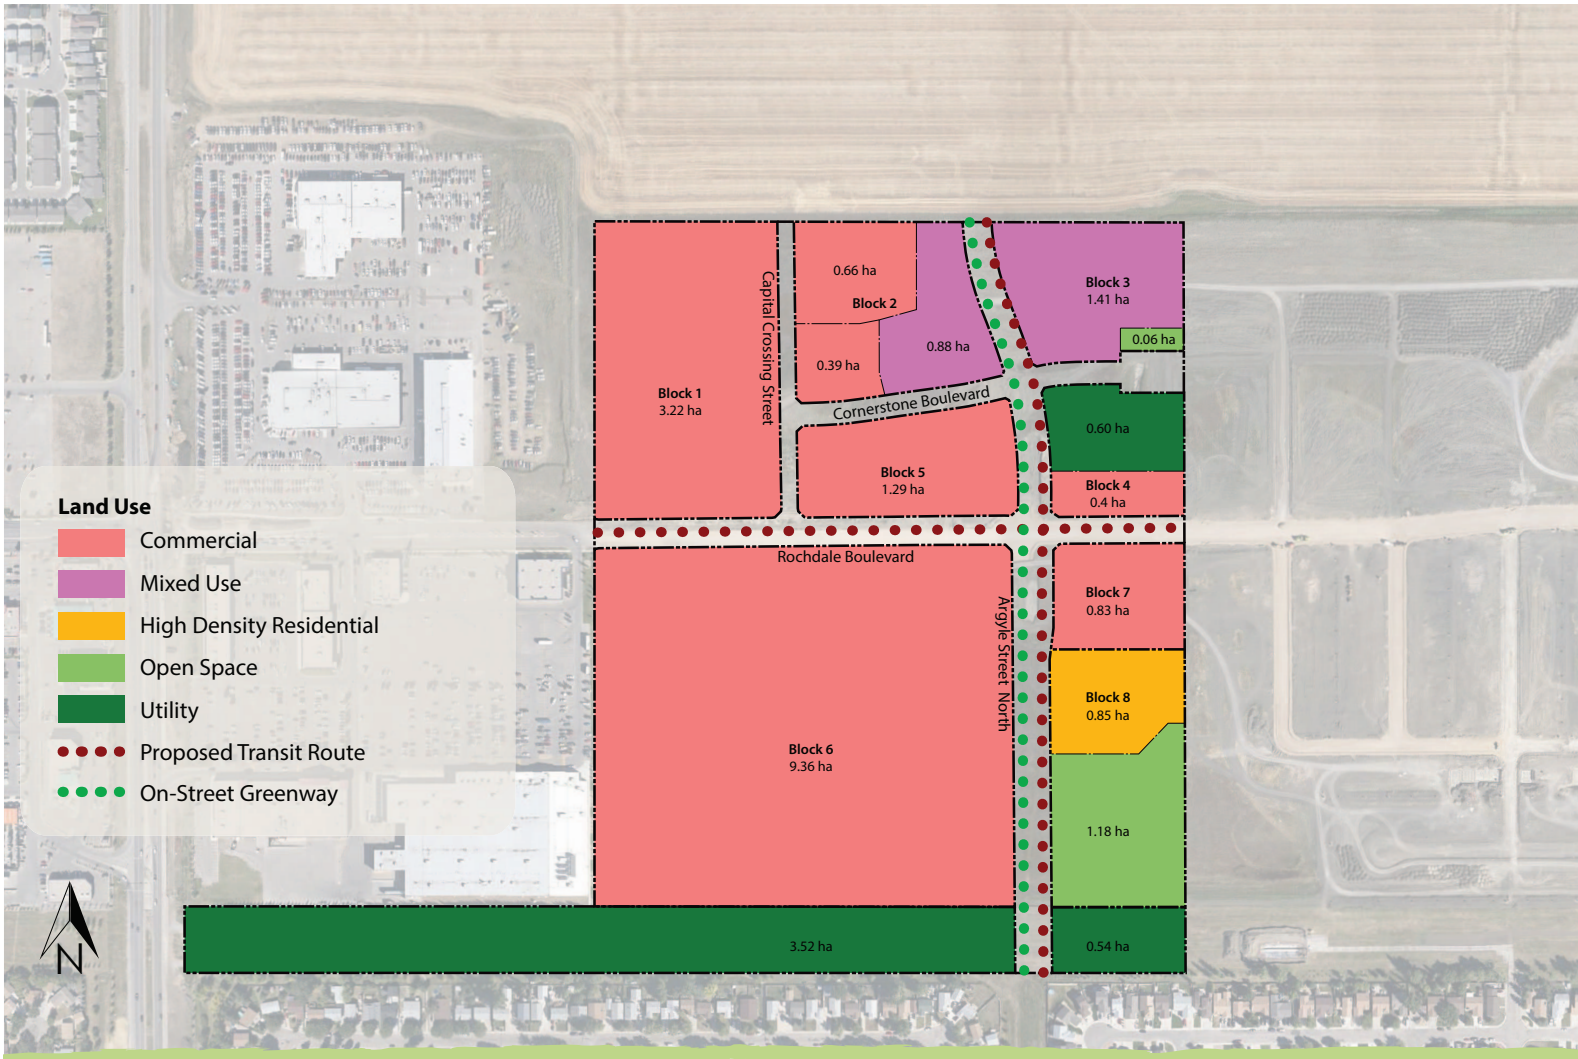 Land Use
Commercial
Mixed Use
High Density Residential
Open Space
Utility
Proposed Transit Route
On-Street Greenway
N
Block 1
3.22 ha
Capital Crossing Street
0.66 ha
Block 2
0.39 ha
0.88 ha
Block 3
1.41 ha
0.06 ha
Cornerstone Boulevard
0.60 ha
Block 5
1.29 ha
Block 4
0.4 ha
Rochdale Boulevard
Argyle Street North
Block 7
0.83 ha
Block 8
0.85 ha
Block 6
9.36 ha
1.18 ha
3.52 ha
0.54 ha